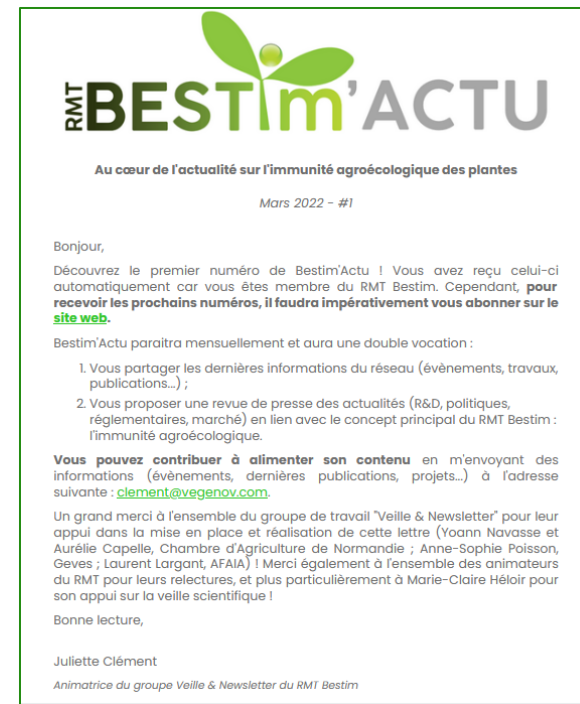 RMT BESTim'ACTU
Au cœur de l'actualité sur l'immunité agroécologique des plantes
Mars 2022 - #1
Bonjour,
Découvrez le premier numéro de Bestim'Actu ! Vous avez reçu celui-ci
automatiquement car vous êtes membre du RMT Bestim. Cependant, pour
recevoir les prochains numéros, il faudra impérativement vous abonner sur le
site web.
Bestim'Actu paraitra mensuellement et aura une double vocation :
1. Vous partager les dernières informations du réseau (évènements, travaux,
publications...) ;
2. Vous proposer une revue de presse des actualités (R&D, politiques,
réglementaires, marché) en lien avec le concept principal du RMT Bestim :
l'immunité agroécologique.
Vous pouvez contribuer à alimenter son contenu en m'envoyant des
informations (évènements, dernières publications, projets...) à l'adresse
suivante : clement@vegenov.com.
Un grand merci à l'ensemble du groupe de travail "Veille & Newsletter" pour leur
appui dans la mise en place et réalisation de cette lettre (Yoann Navasse et
Aurélie Capelle, Chambre d'Agriculture de Normandie ; Anne-Sophie Poisson,
Geves ; Laurent Largant, AFAIA) ! Merci également à l'ensemble des animateurs
du RMT pour leurs relectures, et plus particulièrement à Marie-Claire Héloir pour
son appui sur la veille scientifique !
Bonne lecture,
Juliette Clément
Animatrice du groupe Veille & Newsletter du RMT Bestim